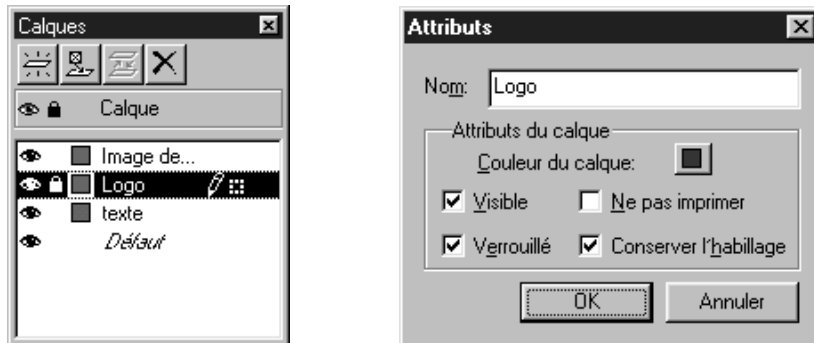 Calques
Calque
Image de...
Logo
texte
Défaut
Attributs
Nom: Logo
Attributs du calque
Couleur du calque:
Visible Ne pas imprimer
Verrouillé Conserver l'habillage
OK Annuler